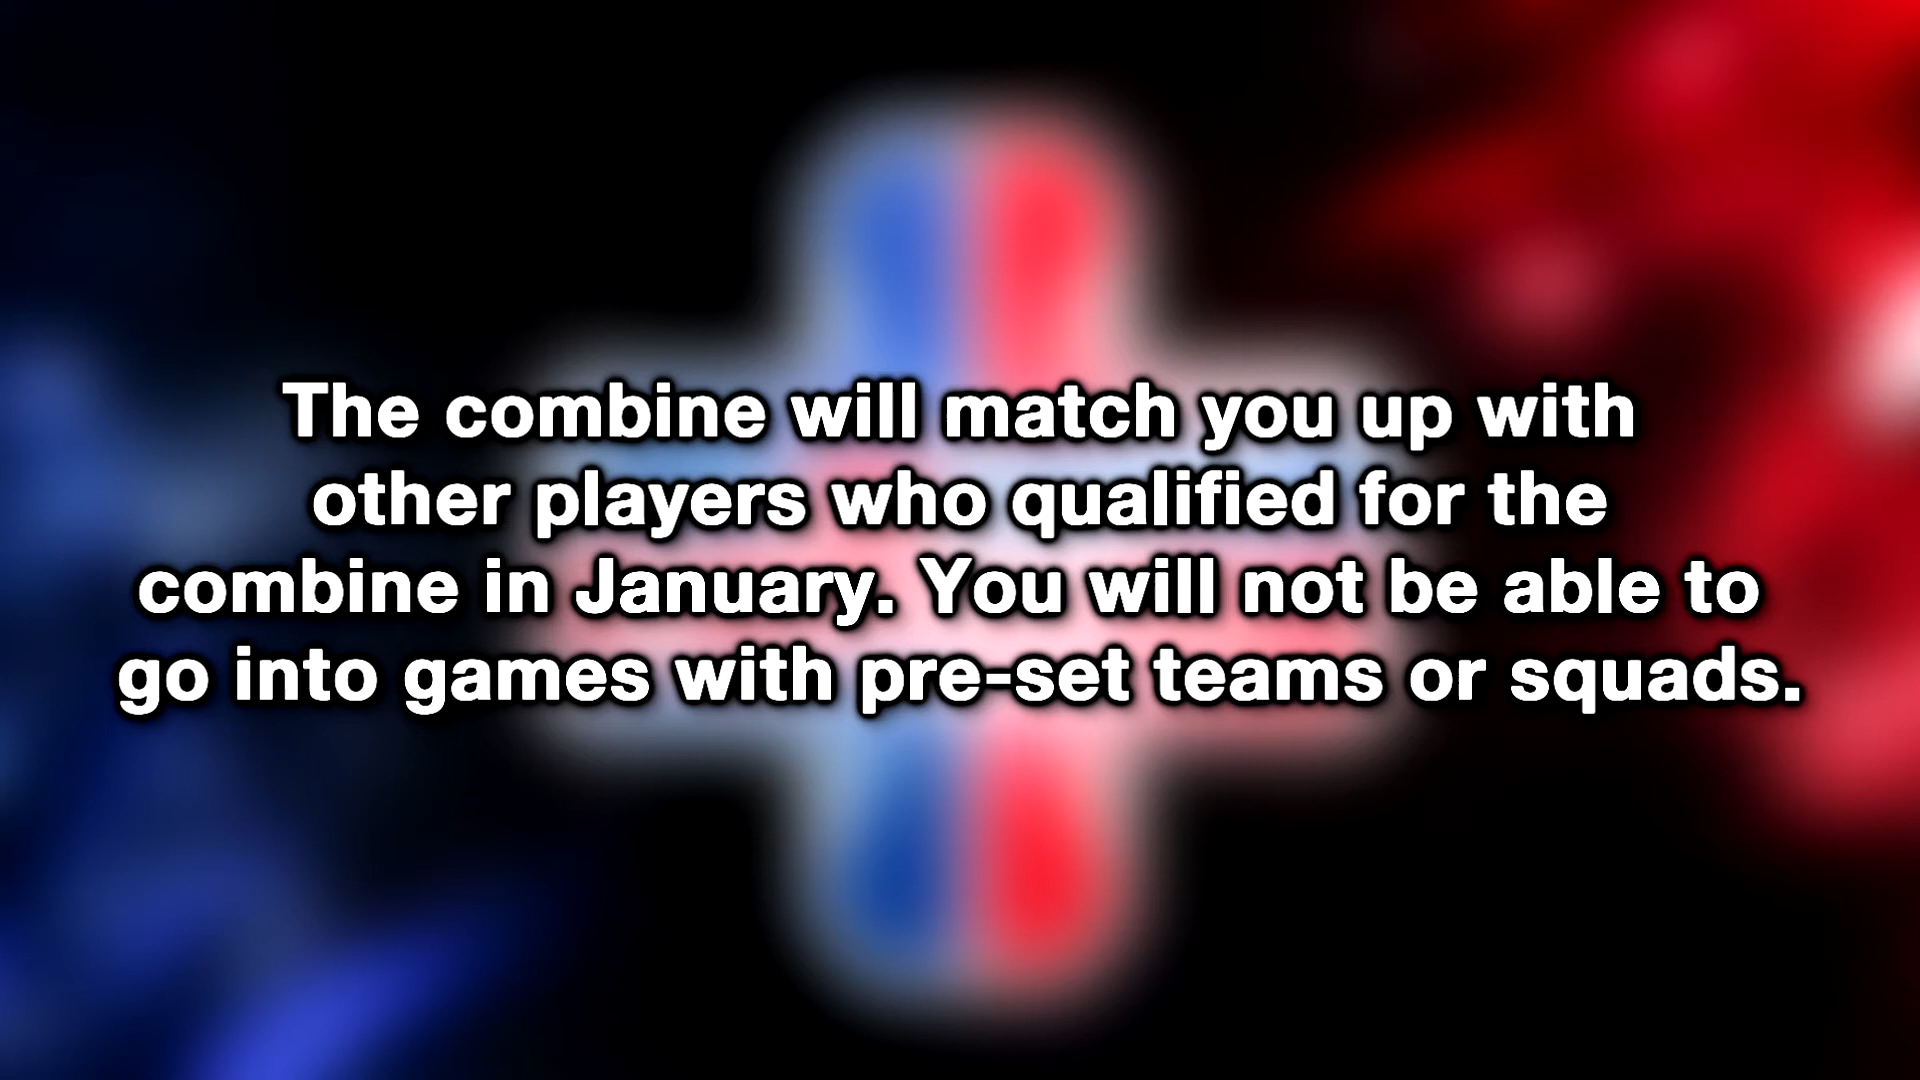 The combine will match you up with
other players who qualified for the
combine in January. You will not be able to
go into games with pre-set teams or squads.